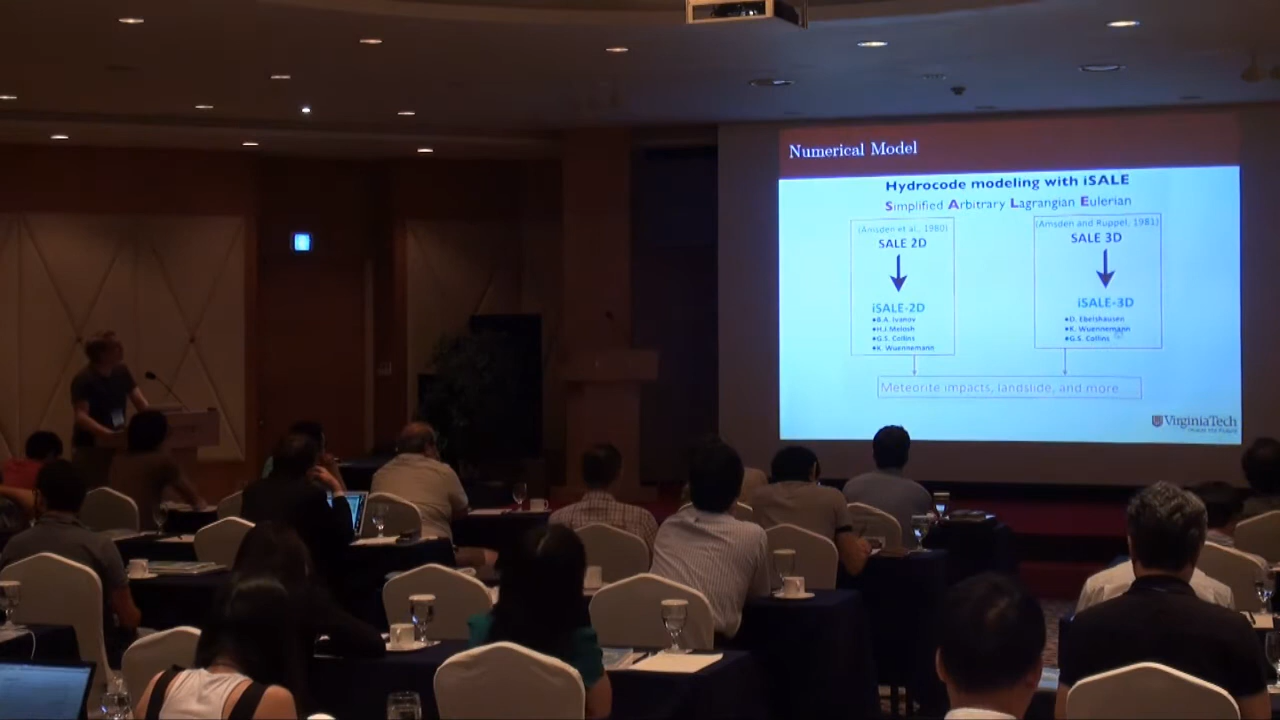 Numerical Model
Hydrocode modeling with iSALE
Simplified Arbitrary Lagrangian Eulerian
(Amsden et al., 1980)
SALE 2D
iSALE-2D
•B.A. Ivanov
•H.J. Melosh
•G.S. Collins
•K. Wuennemann
(Amsden and Ruppel, 1981)
SALE 3D
iSALE-3D
•D. Elbeshausen
•K. Wuennemann
•G.S. Collins
Meteorite impacts, landslide, and more......
VirginiaTech